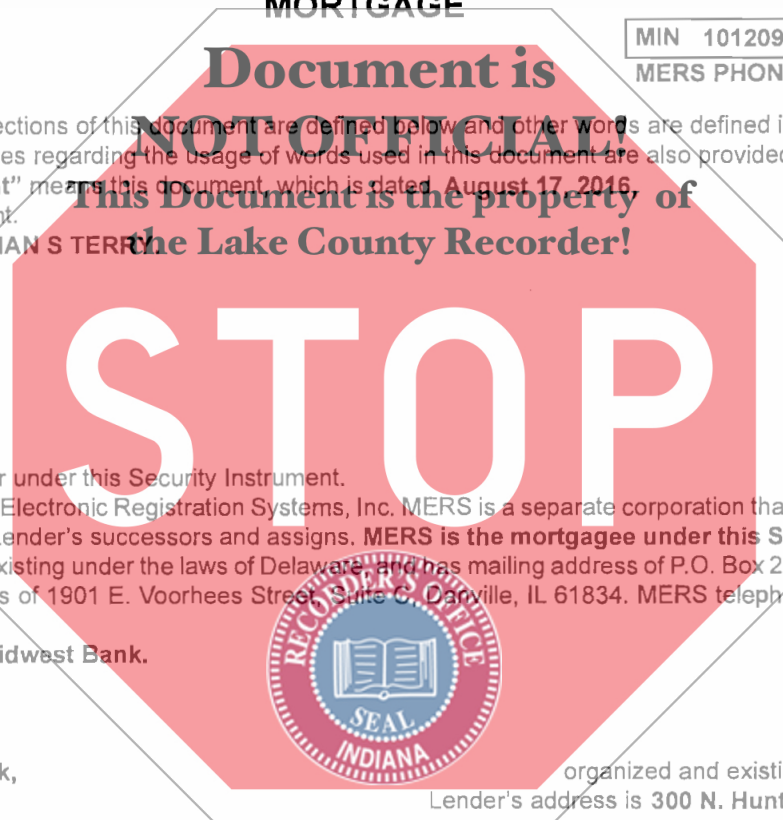 MORTGAGE
MIN 101209
MERS PHON
Document is
NOT OFFICIAL!
This Document is the property of
the Lake County Recorder!
ections of this document are defined below and other words are defined i
es regarding the usage of words used in this document are also provided
t” means this document, which is dated August 17, 2016,
nt.
IAN S TERRY.
STOP
r under this Security Instrument.
Electronic Registration Systems, Inc. MERS is a separate corporation tha
ender's successors and assigns. MERS is the mortgagee under this S
xisting under the laws of Delaware, and has mailing address of P.O. Box 2
s of 1901 E. Voorhees Street, Suite C, Danville, IL 61834. MERS teleph
idwest Bank.
RECORDER'S OFFICE
SEAL
INDIANA
k,
organized and existi
Lender's address is 300 N. Hunt